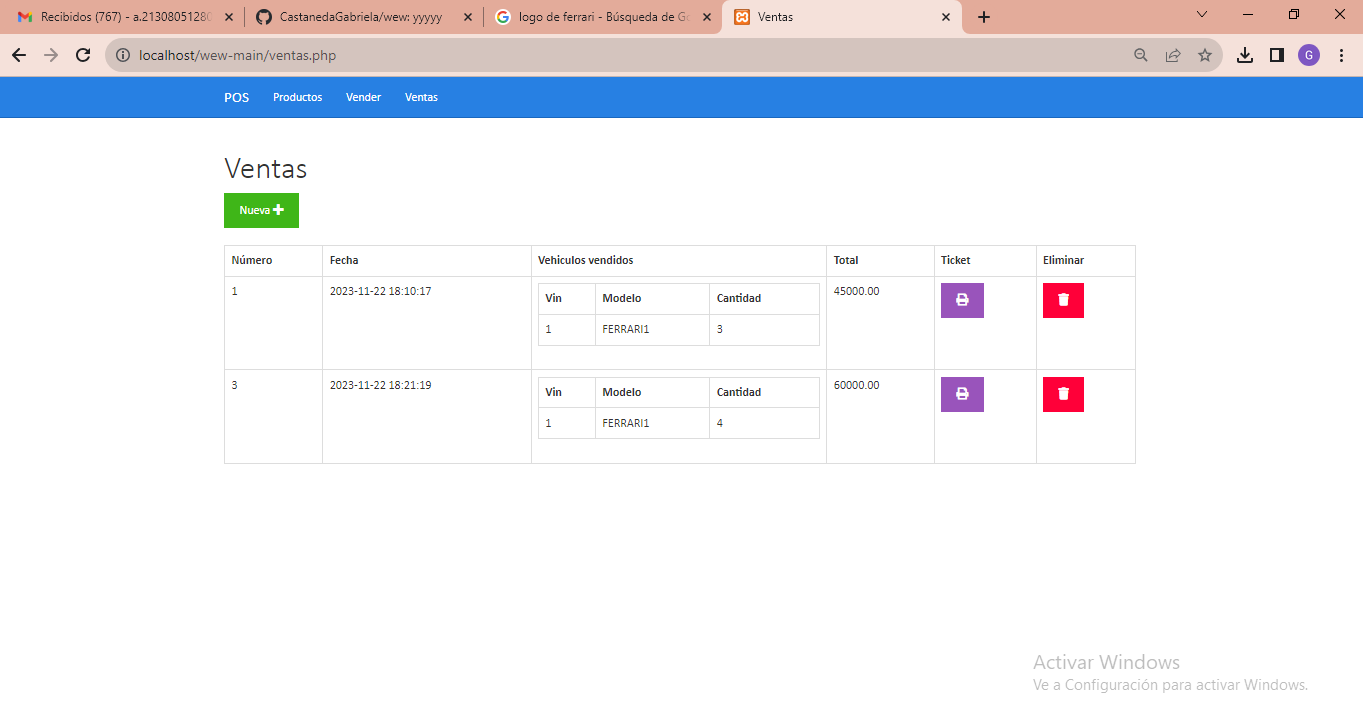 Recibidos (767) - a.2130805128
CastanedaGabriela/wew: yyyyy
logo de ferrari - Búsqueda de Go
Ventas
localhost/wew-main/ventas.php
G
POS Productos Vender Ventas
Ventas
Nueva
Número Fecha Vehiculos vendidos Total Ticket Eliminar
1 2023-11-22 18:10:17 45000.00
Vin Modelo Cantidad
1 FERRARI1 3
3 2023-11-22 18:21:19 60000.00
Vin Modelo Cantidad
1 FERRARI1 4
Activar Windows
Ve a Configuración para activar Windows.